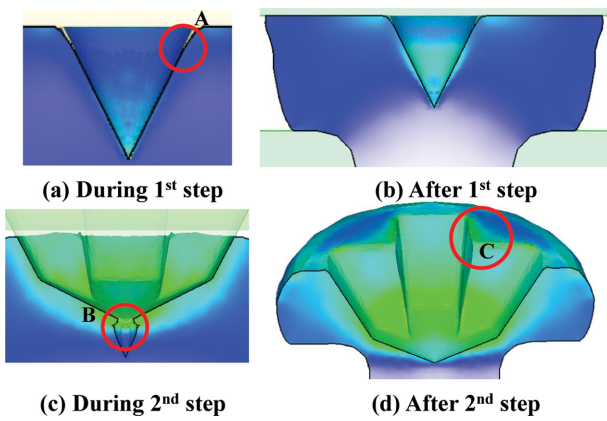 A
(a) During 1st step
(b) After 1st step
B
(c) During 2nd step
C
(d) After 2nd step